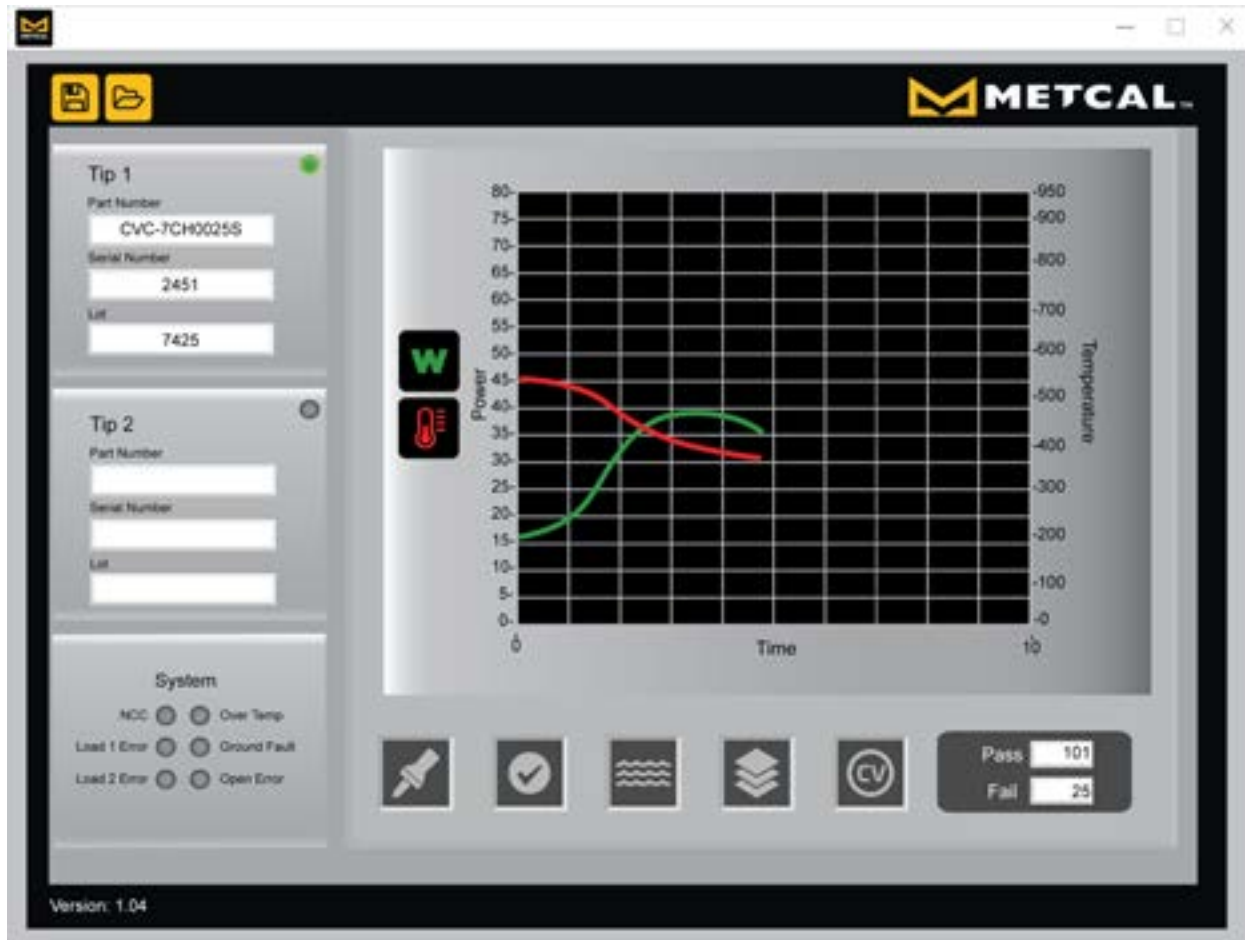 METCAL
METCAL™
Tip 1
Part Number
CVC-7CH0025S
Serial Number
2451
Lot
7425
Tip 2
Part Number
Serial Number
Lot
System
NCC
Over Temp
Load 1 Error
Ground Fault
Load 2 Error
Open Error
W
Power
80-
75-
70-
65-
60-
55-
50-
45-
40-
35-
30-
25-
20-
15-
10-
5-
0-
-950
-900
-800
-700
-600
-500
-400
-300
-200
-100
-0
Temperature
0
Time
10
CV
Pass 101
Fail 25
Version: 1.04